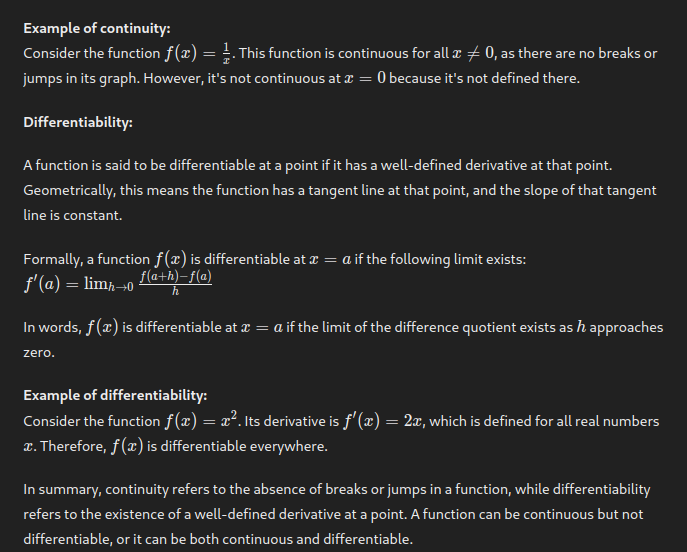 Example of continuity:
Consider the function f(x) = 1/x. This function is continuous for all x ≠ 0, as there are no breaks or
jumps in its graph. However, it's not continuous at x = 0 because it's not defined there.
Differentiability:
A function is said to be differentiable at a point if it has a well-defined derivative at that point.
Geometrically, this means the function has a tangent line at that point, and the slope of that tangent
line is constant.
Formally, a function f(x) is differentiable at x = a if the following limit exists:
f′(a) = lim h→0 f(a+h)−f(a)/h
In words, f(x) is differentiable at x = a if the limit of the difference quotient exists as h approaches
zero.
Example of differentiability:
Consider the function f(x) = x². Its derivative is f′(x) = 2x, which is defined for all real numbers
x. Therefore, f(x) is differentiable everywhere.
In summary, continuity refers to the absence of breaks or jumps in a function, while differentiability
refers to the existence of a well-defined derivative at a point. A function can be continuous but not
differentiable, or it can be both continuous and differentiable.